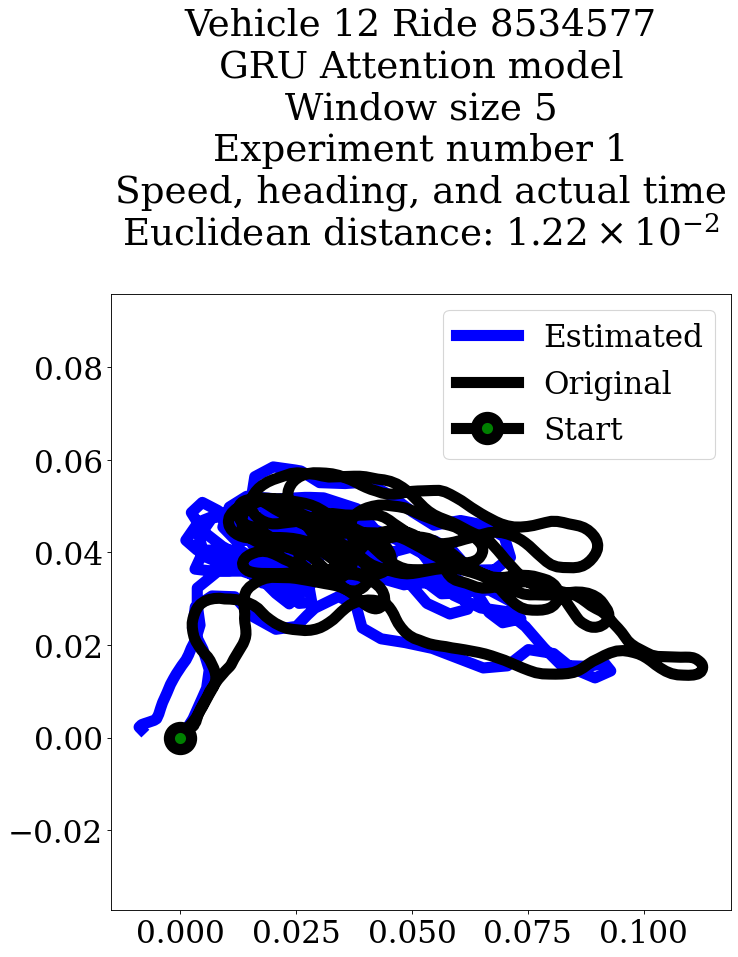 Vehicle 12 Ride 8534577
GRU Attention model
Window size 5
Experiment number 1
Speed, heading, and actual time
Euclidean distance: 1.22 × 10⁻²
Estimated
Original
Start
0.08
0.06
0.04
0.02
0.00
−0.02
0.000 0.025 0.050 0.075 0.100